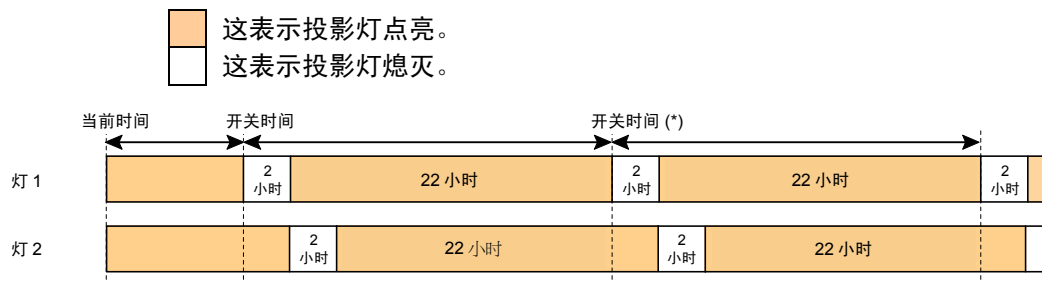 这表示投影灯点亮。
这表示投影灯熄灭。
当前时间 开关时间 开关时间 (*)
灯 1
2
小时
22 小时
2
小时
22 小时
2
小时
灯 2
2
小时
22 小时
2
小时
22 小时